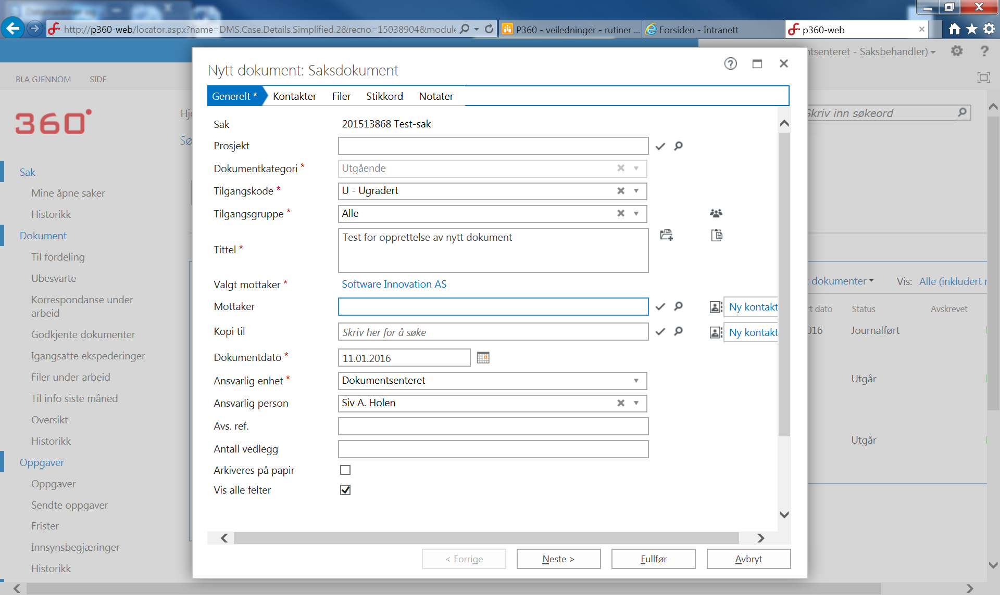 http://p360-web/locator.aspx?name=DMS.Case.Details.Simplified.2&recno=15038904&module
P360 - veiledninger - rutiner ...
Forsiden - Intranett
p360-web
ntsenteret - Saksbehandler)
?
BLA GJENNOM
SIDE
360°
Skriv inn søkeord
Sak
Mine åpne saker
Historikk
Dokument
Til fordeling
Ubesvarte
Korrespondanse under
arbeid
Godkjente dokumenter
Igangsatte ekspederinger
Filer under arbeid
Til info siste måned
Oversikt
Historikk
Oppgaver
Oppgaver
Sendte oppgaver
Frister
Innsynsbegjæringer
Historikk
Nytt dokument: Saksdokument
Generelt *
Kontakter
Filer
Stikkord
Notater
Sak
201513868 Test-sak
Prosjekt
Dokumentkategori *
Utgående
Tilgangskode *
U - Ugradert
Tilgangsgruppe *
Alle
Tittel *
Test for opprettelse av nytt dokument
Valgt mottaker *
Software Innovation AS
Mottaker
Ny kontakt
Kopi til
Skriv her for å søke
Ny kontakt
Dokumentdato *
11.01.2016
Ansvarlig enhet *
Dokumentsenteret
Ansvarlig person
Siv A. Holen
Avs. ref.
Antall vedlegg
Arkiveres på papir
Vis alle felter
< Forrige
Neste >
Fullfør
Avbryt
dokumenter
Vis:
Alle (inkludert
dato
Status
Avskrevet
016
Journalført
Utgår
Utgår